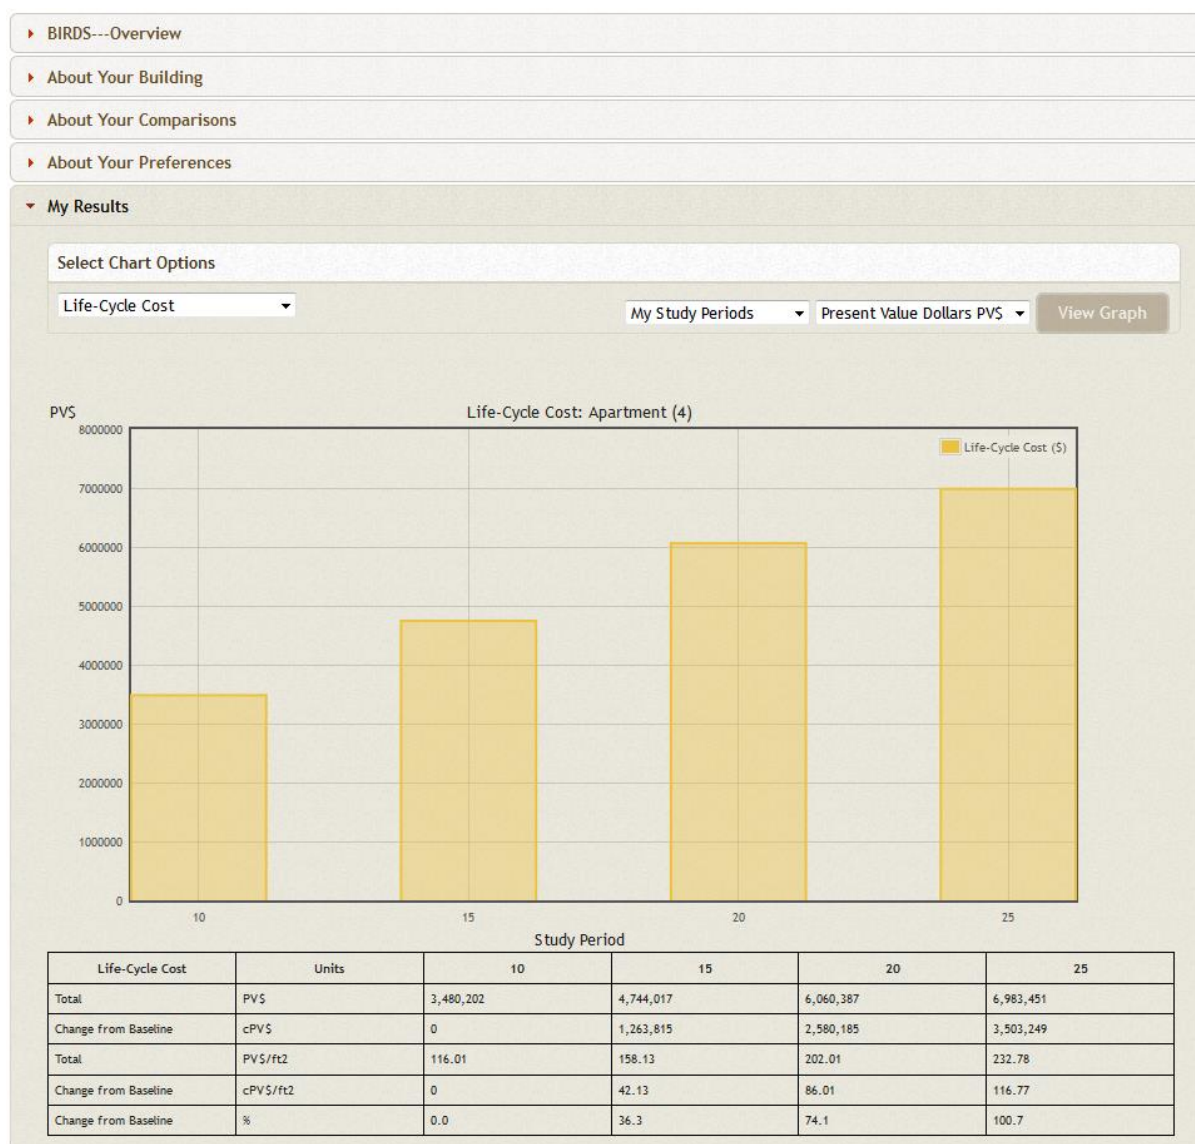 BIRDS---Overview
About Your Building
About Your Comparisons
About Your Preferences
My Results
Select Chart Options
Life-Cycle Cost
My Study Periods
Present Value Dollars PV$
View Graph
PV$
Life-Cycle Cost: Apartment (4)
Life-Cycle Cost ($)
8000000
7000000
6000000
5000000
4000000
3000000
2000000
1000000
0
10 15 20 25
Study Period
Life-Cycle Cost Units 10 15 20 25
Total PV$ 3,480,202 4,744,017 6,060,387 6,983,451
Change from Baseline cPV$ 0 1,263,815 2,580,185 3,503,249
Total PV$/ft2 116.01 158.13 202.01 232.78
Change from Baseline cPV$/ft2 0 42.13 86.01 116.77
Change from Baseline % 0.0 36.3 74.1 100.7